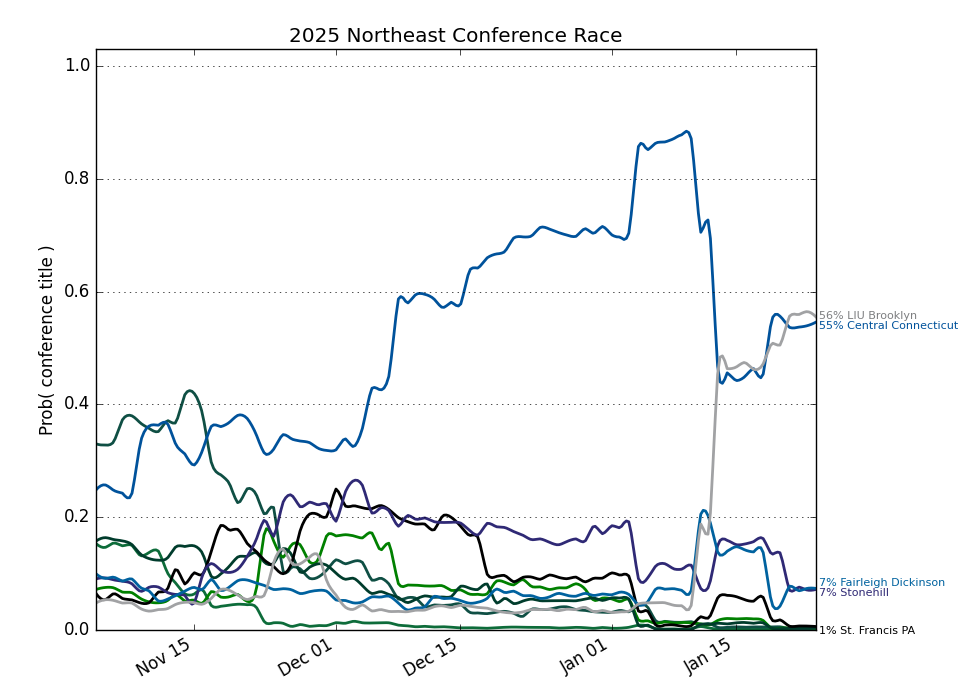 2025 Northeast Conference Race
Prob( conference title )
1.0
0.8
0.6
0.4
0.2
0.0
Nov 15
Dec 01
Dec 15
Jan 01
Jan 15
56% LIU Brooklyn
55% Central Connecticut
7% Fairleigh Dickinson
7% Stonehill
1% St. Francis PA